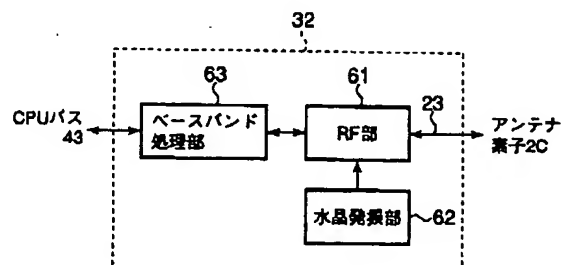 32
63
61
CPUバス
43
ベースバンド
処理部
RF部
23
アンテナ
素子2C
水晶発振部
62